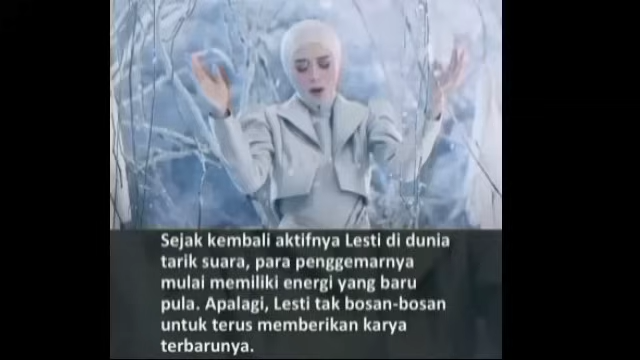 Sejak kembali aktifnya Lesti di dunia
tarik suara, para penggemarnya
mulai memiliki energi yang baru
pula. Apalagi, Lesti tak bosan-bosan
untuk terus memberikan karya
terbarunya.